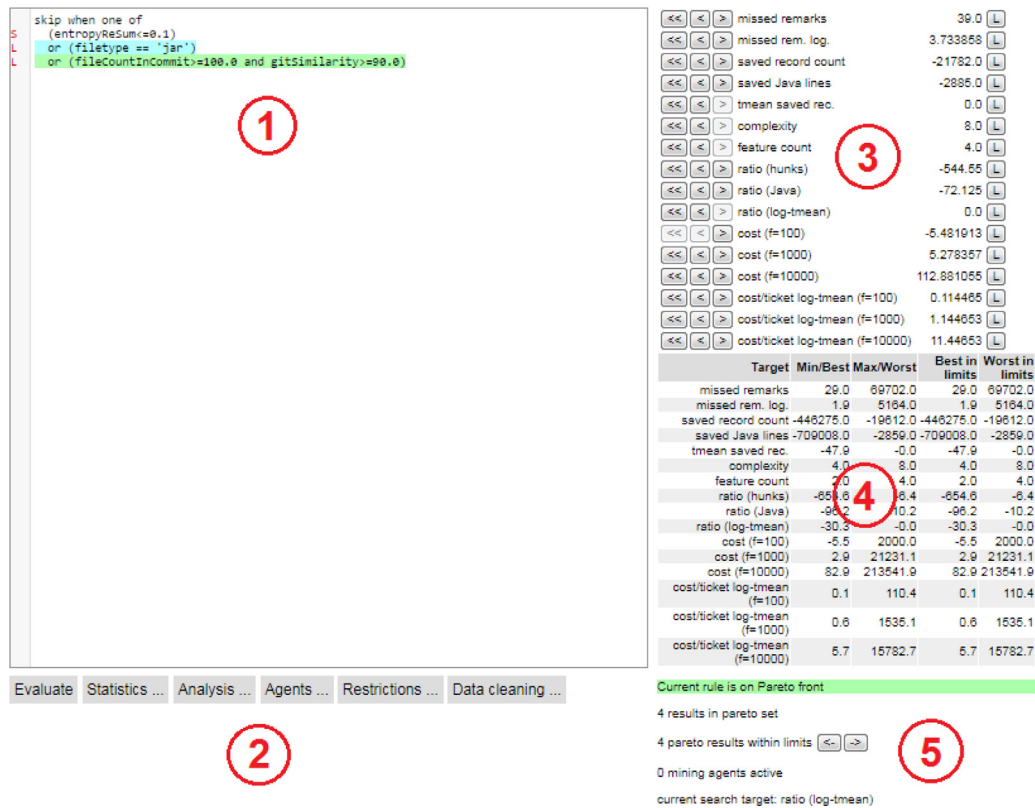 skip when one of
S (entropyReSum<=0.1)
L or (filetype == 'jar')
L or (fileCountInCommit>=100.0 and gitSimilarity>=90.0)
1
Evaluate Statistics ... Analysis ... Agents ... Restrictions ... Data cleaning ...
2
<< < > missed remarks 39.0 L
<< < > missed rem. log. 3.733858 L
<< < > saved record count -21782.0 L
<< < > saved Java lines -2885.0 L
<< < > tmean saved rec. 0.0 L
<< < > complexity 8.0 L
<< < > feature count 4.0 L
<< < > ratio (hunks) -544.55 L
<< < > ratio (Java) -72.125 L
<< < > ratio (log-tmean) 0.0 L
<< < > cost (f=100) -5.481913 L
<< < > cost (f=1000) 5.278357 L
<< < > cost (f=10000) 112.881055 L
<< < > cost/ticket log-tmean (f=100) 0.114465 L
<< < > cost/ticket log-tmean (f=1000) 1.144653 L
<< < > cost/ticket log-tmean (f=10000) 11.44653 L
3
Target Min/Best Max/Worst Best in limits Worst in limits
missed remarks 29.0 69702.0 29.0 69702.0
missed rem. log. 1.9 5164.0 1.9 5164.0
saved record count -446275.0 -19612.0 -446275.0 -19612.0
saved Java lines -709008.0 -2859.0 -709008.0 -2859.0
tmean saved rec. -47.9 -0.0 -47.9 -0.0
complexity 4.0 8.0 4.0 8.0
feature count 2.0 4.0 2.0 4.0
ratio (hunks) -654.6 -6.4 -654.6 -6.4
ratio (Java) -96.2 -10.2 -96.2 -10.2
ratio (log-tmean) -30.3 -0.0 -30.3 -0.0
cost (f=100) -5.5 2000.0 -5.5 2000.0
cost (f=1000) 2.9 21231.1 2.9 21231.1
cost (f=10000) 82.9 213541.9 82.9 213541.9
cost/ticket log-tmean (f=100) 0.1 110.4 0.1 110.4
cost/ticket log-tmean (f=1000) 0.6 1535.1 0.6 1535.1
cost/ticket log-tmean (f=10000) 5.7 15782.7 5.7 15782.7
4
Current rule is on Pareto front
4 results in pareto set
4 pareto results within limits <- ->
0 mining agents active
current search target: ratio (log-tmean)
5